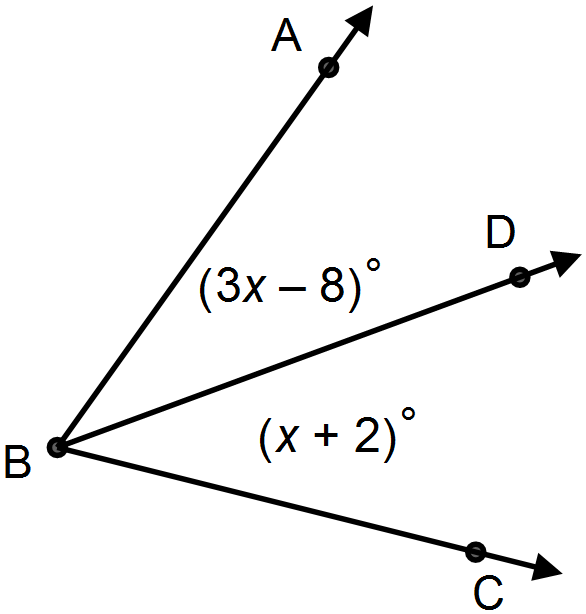 A
D
(3x – 8)°
(x + 2)°
B
C